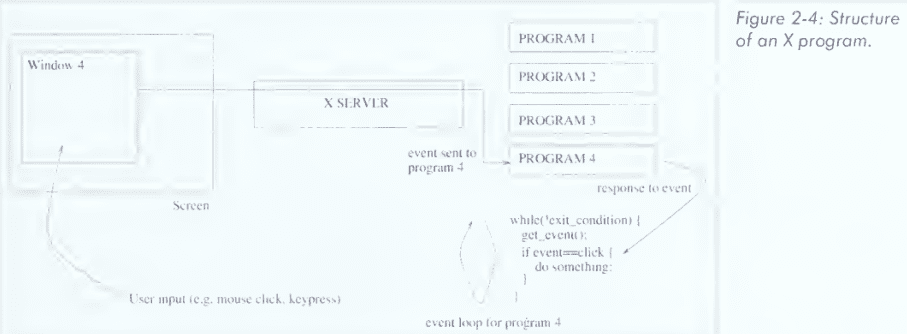 Figure 2-4: Structure
of an X program.
Window 4
Screen
User input (e.g. mouse click, keypress)
X SERVER
PROGRAM 1
PROGRAM 2
PROGRAM 3
PROGRAM 4
event sent to
program 4
response to event
while(!exit_condition) {
get_event();
if event==click {
do something;
}
}
event loop for program 4